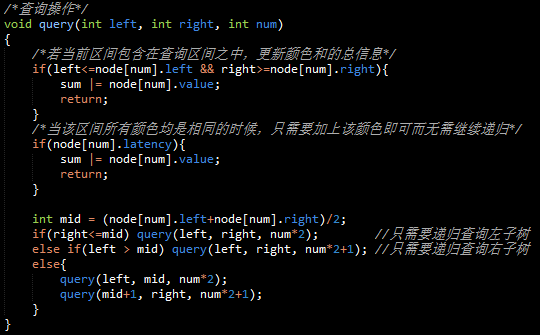 /*查询操作*/
void query(int left, int right, int num)
{
    /*若当前区间包含在查询区间之中，更新颜色和的总信息*/
    if(left<=node[num].left && right>=node[num].right){
        sum |= node[num].value;
        return;
    }
    /*当该区间所有颜色均是相同的时候，只需要加上该颜色即可而无需继续递归*/
    if(node[num].latency){
        sum |= node[num].value;
        return;
    }

    int mid = (node[num].left+node[num].right)/2;
    if(right<=mid) query(left, right, num*2);        //只需要递归查询左子树
    else if(left > mid) query(left, right, num*2+1); //只需要递归查询右子树
    else{
        query(left, mid, num*2);
        query(mid+1, right, num*2+1);
    }
}